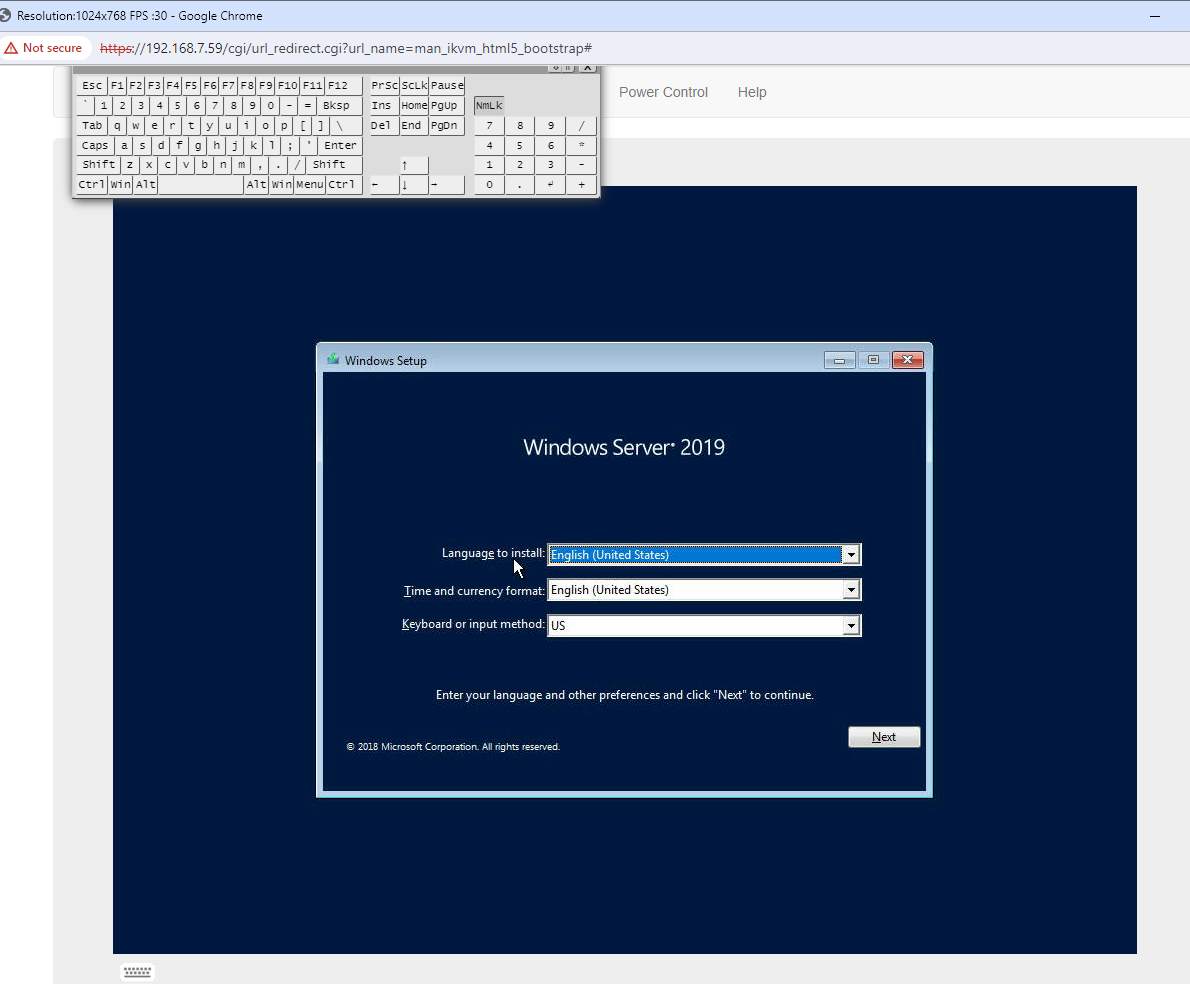 Resolution:1024x768 FPS :30 - Google Chrome
Not secure https://192.168.7.59/cgi/url_redirect.cgi?url_name=man_ikvm_html5_bootstrap#
Power Control Help
Esc F1 F2 F3 F4 F5 F6 F7 F8 F9 F10 F11 F12 PrSc ScLk Pause
` 1 2 3 4 5 6 7 8 9 0 - = Bksp Ins Home PgUp NmLk
Tab q w e r t y u i o p [ ] \ Del End PgDn 7 8 9 /
Caps a s d f g h j k l ; ' Enter 4 5 6 *
Shift z x c v b n m , . / Shift ↑ 1 2 3 -
Ctrl Win Alt Alt Win Menu Ctrl ← ↓ → 0 . ↵ +
Windows Setup
Windows Server® 2019
Language to install: English (United States)
Time and currency format: English (United States)
Keyboard or input method: US
Enter your language and other preferences and click "Next" to continue.
Next
© 2018 Microsoft Corporation. All rights reserved.